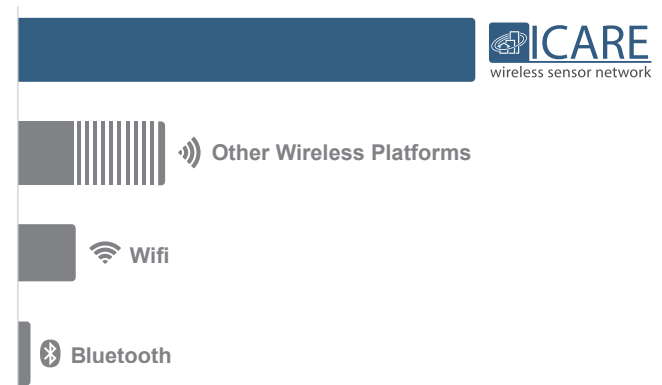 ICARE
wireless sensor network
Other Wireless Platforms
Wifi
Bluetooth